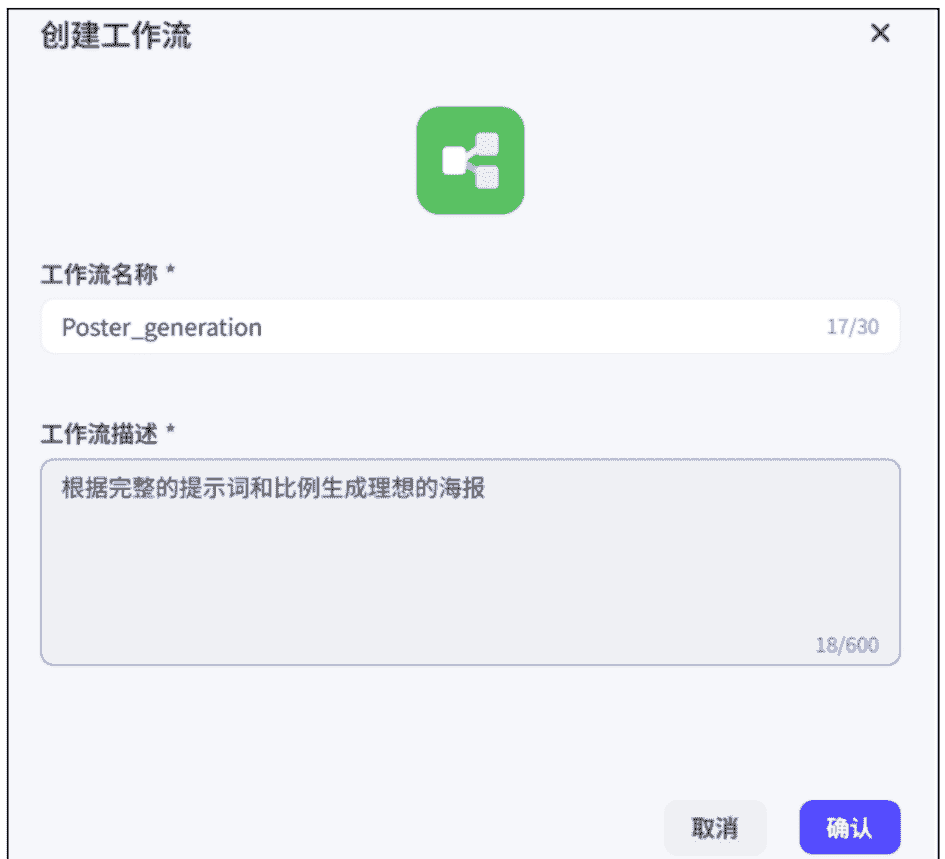 创建工作流
工作流名称 *
Poster_generation 17/30
工作流描述 *
根据完整的提示词和比例生成理想的海报
18/600
取消 确认